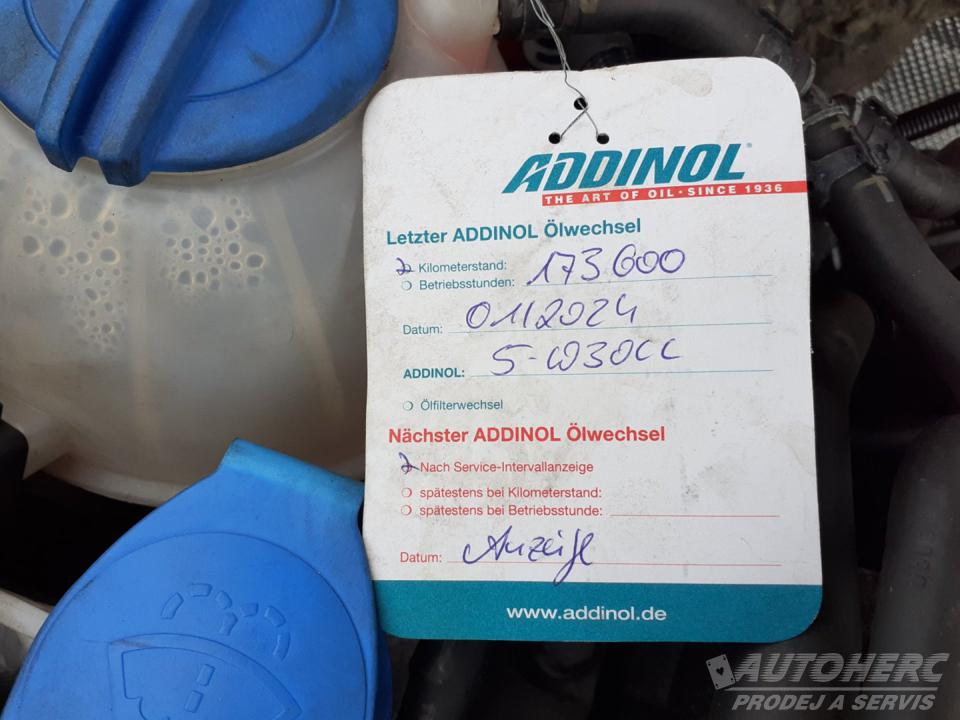 ADDINOL®
THE ART OF OIL · SINCE 1936
Letzter ADDINOL Ölwechsel
Kilometerstand: 173 000
Betriebsstunden:
Datum: 01/2024
ADDINOL: 5-W30CC
Ölfilterwechsel
Nächster ADDINOL Ölwechsel
Nach Service-Intervallanzeige
spätestens bei Kilometerstand:
spätestens bei Betriebsstunde:
Datum: Anzeige
www.addinol.de
AUTOHERC
PRODEJ A SERVIS